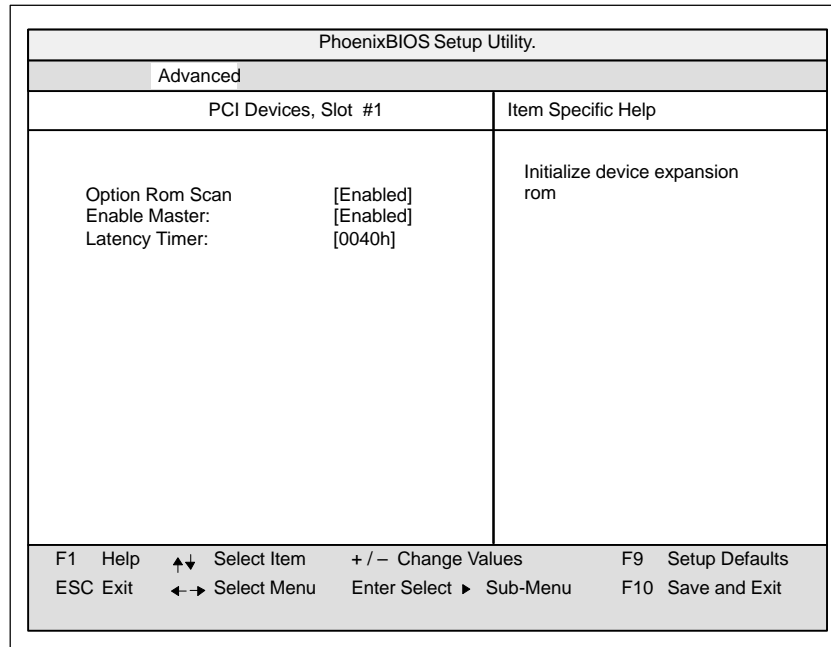 PhoenixBIOS Setup Utility.
Advanced
PCI Devices, Slot #1
Item Specific Help
Option Rom Scan [Enabled]
Enable Master: [Enabled]
Latency Timer: [0040h]
Initialize device expansion
rom
F1 Help Select Item + / – Change Values F9 Setup Defaults
ESC Exit Select Menu Enter Select Sub-Menu F10 Save and Exit